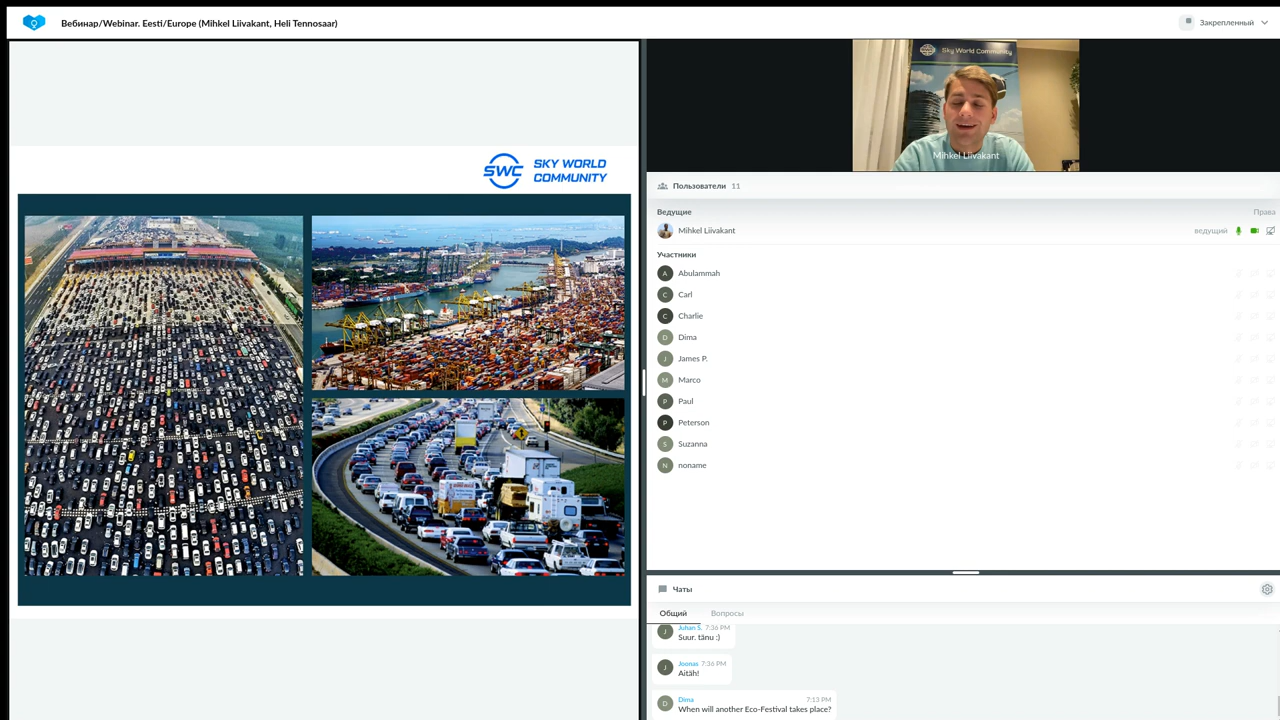 Вебинар/Webinar. Eesti/Europe (Mihkel Liivakant, Heli Tennosaar)
Закрепленный
SWC SKY WORLD
COMMUNITY
Sky World Community
Mihkel Liivakant
Пользователи 11
Ведущие Права
Mihkel Liivakant ведущий
Участники
A Abulammah
C Carl
C Charlie
D Dima
J James P.
M Marco
P Paul
P Peterson
S Suzanna
N noname
Чаты
Общий Вопросы
J Juhan S. 7:36 PM
Suur. tänu :)
J Joonas 7:36 PM
Aitäh!
D Dima 7:13 PM
When will another Eco-Festival takes place?